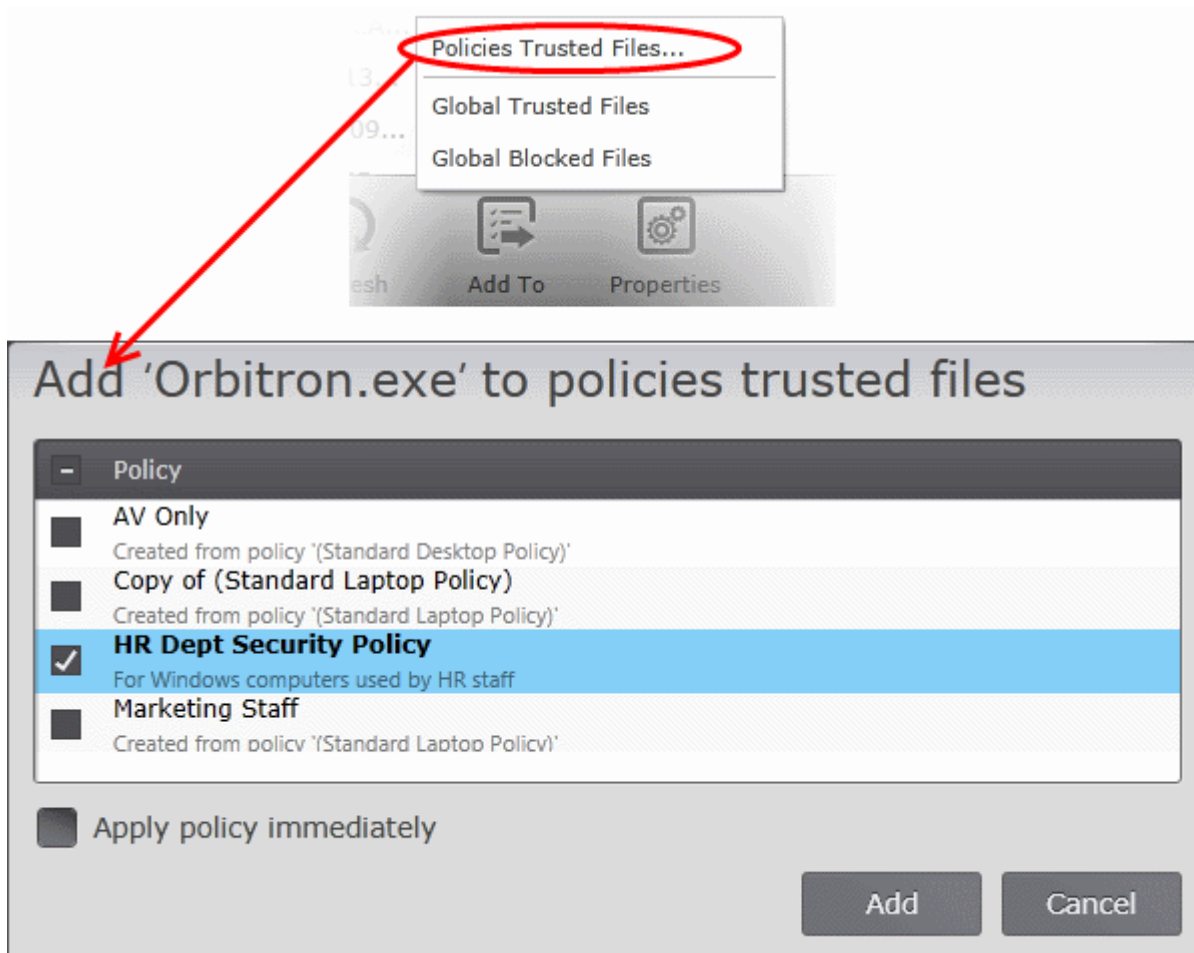 Policies Trusted Files...
Global Trusted Files
09...
Global Blocked Files
esh
Add To
Properties
Add ‘Orbitron.exe’ to policies trusted files
Policy
AV Only
Created from policy '(Standard Desktop Policy)'
Copy of (Standard Laptop Policy)
Created from policy '(Standard Laptop Policy)'
HR Dept Security Policy
For Windows computers used by HR staff
Marketing Staff
Created from policy '(Standard Laptop Policy)'
Apply policy immediately
Add
Cancel